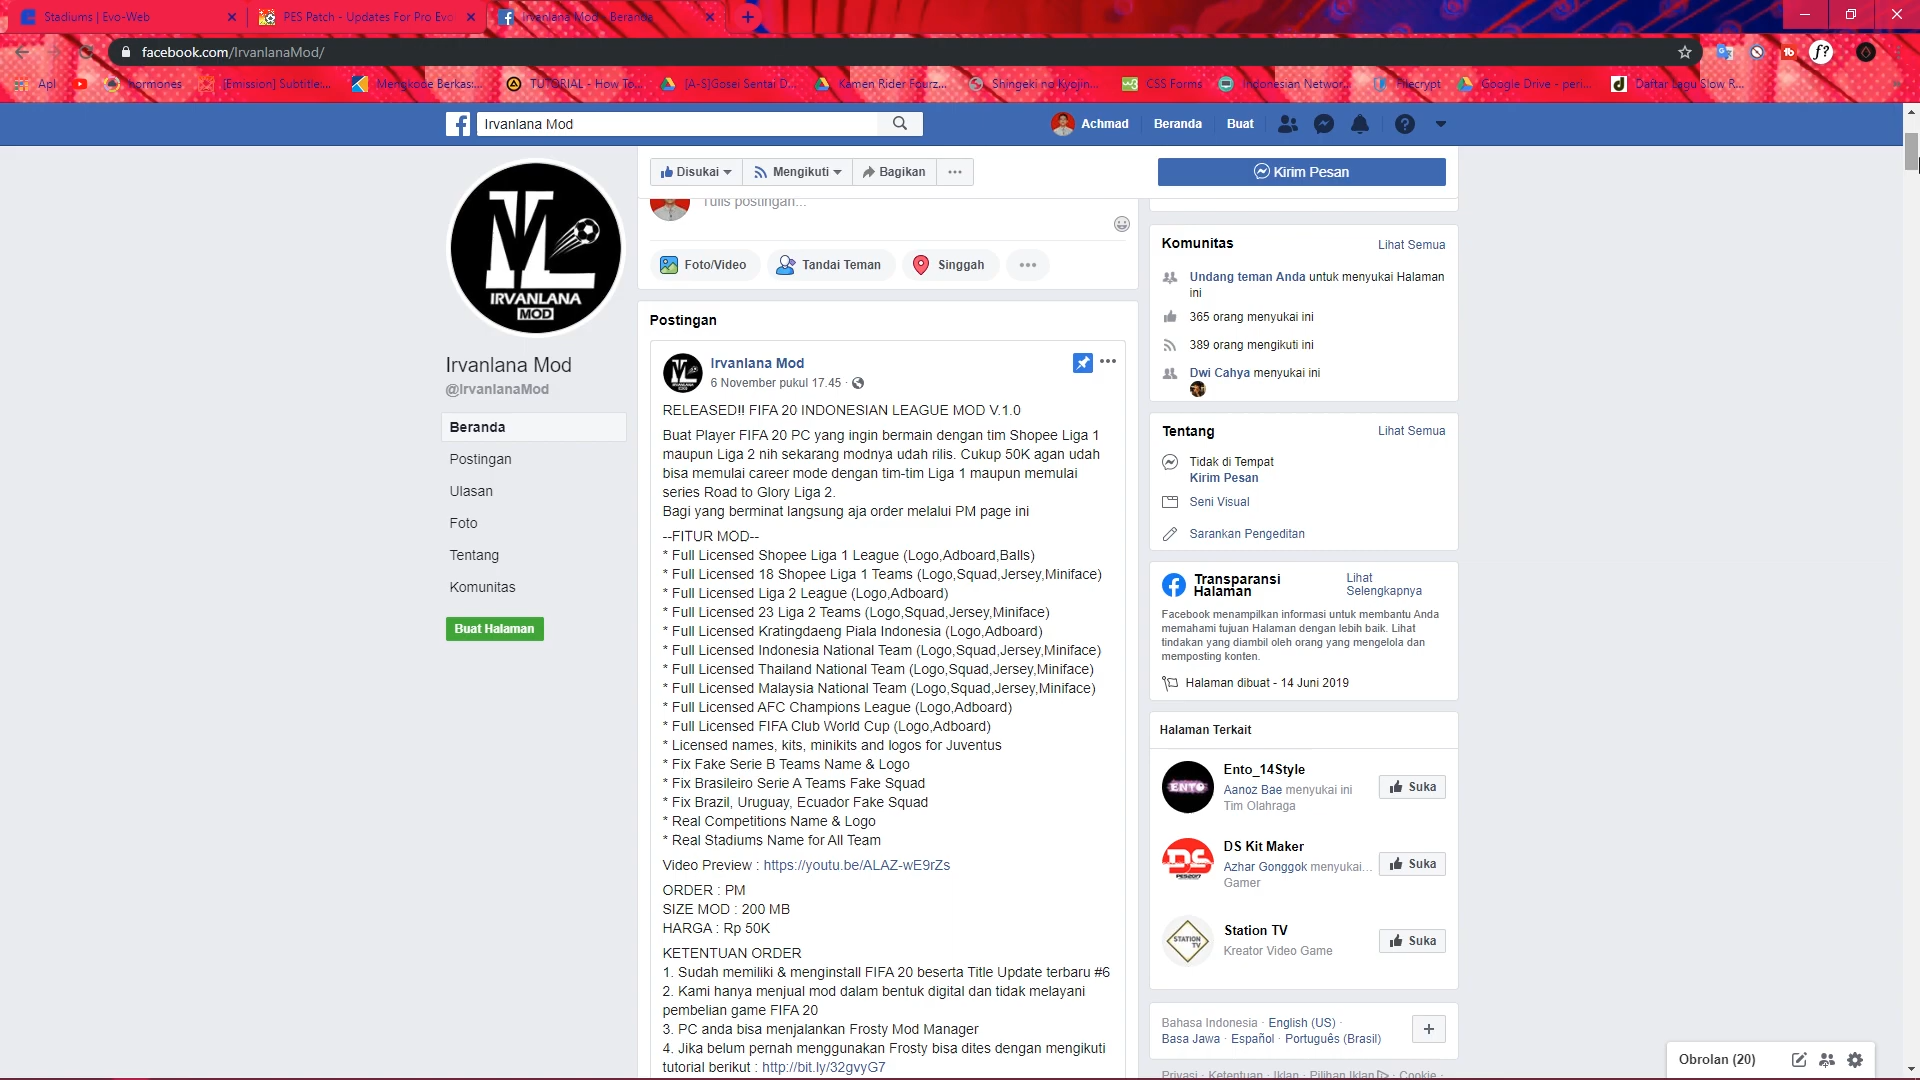 Stadiums | Evo-Web
PES Patch - Updates For Pro Evo
Irvanlana Mod - Beranda
facebook.com/IrvanlanaMod/
Apl
hormones
[Emission] Subtitle:...
Mengkode Berkas:...
TUTORIAL - How To...
[A-S]Gosei Sentai D...
Kamen Rider Fourz...
Shingeki no Kyojin...
CSS Forms
Indonesian Networ...
Filecrypt
Google Drive - peri...
Daftar Lagu Slow R...
Irvanlana Mod
Achmad
Beranda
Buat
IRVANLANA
MOD
Irvanlana Mod
@IrvanlanaMod
Beranda
Postingan
Ulasan
Foto
Tentang
Komunitas
Buat Halaman
Disukai
Mengikuti
Bagikan
Kirim Pesan
Tulis postingan...
Foto/Video
Tandai Teman
Singgah
Postingan
Irvanlana Mod
6 November pukul 17.45 ·
RELEASED!! FIFA 20 INDONESIAN LEAGUE MOD V.1.0
Buat Player FIFA 20 PC yang ingin bermain dengan tim Shopee Liga 1
maupun Liga 2 nih sekarang modnya udah rilis. Cukup 50K agan udah
bisa memulai career mode dengan tim-tim Liga 1 maupun memulai
series Road to Glory Liga 2.
Bagi yang berminat langsung aja order melalui PM page ini
--FITUR MOD--
* Full Licensed Shopee Liga 1 League (Logo,Adboard,Balls)
* Full Licensed 18 Shopee Liga 1 Teams (Logo,Squad,Jersey,Miniface)
* Full Licensed Liga 2 League (Logo,Adboard)
* Full Licensed 23 Liga 2 Teams (Logo,Squad,Jersey,Miniface)
* Full Licensed Kratingdaeng Piala Indonesia (Logo,Adboard)
* Full Licensed Indonesia National Team (Logo,Squad,Jersey,Miniface)
* Full Licensed Thailand National Team (Logo,Squad,Jersey,Miniface)
* Full Licensed Malaysia National Team (Logo,Squad,Jersey,Miniface)
* Full Licensed AFC Champions League (Logo,Adboard)
* Full Licensed FIFA Club World Cup (Logo,Adboard)
* Licensed names, kits, minikits and logos for Juventus
* Fix Fake Serie B Teams Name & Logo
* Fix Brasileiro Serie A Teams Fake Squad
* Fix Brazil, Uruguay, Ecuador Fake Squad
* Real Competitions Name & Logo
* Real Stadiums Name for All Team
Video Preview : https://youtu.be/ALAZ-wE9rZs
ORDER : PM
SIZE MOD : 200 MB
HARGA : Rp 50K
KETENTUAN ORDER
1. Sudah memiliki & menginstall FIFA 20 beserta Title Update terbaru #6
2. Kami hanya menjual mod dalam bentuk digital dan tidak melayani
pembelian game FIFA 20
3. PC anda bisa menjalankan Frosty Mod Manager
4. Jika belum pernah menggunakan Frosty bisa dites dengan mengikuti
tutorial berikut : http://bit.ly/32gvyG7
Komunitas
Lihat Semua
Undang teman Anda untuk menyukai Halaman
ini
365 orang menyukai ini
389 orang mengikuti ini
Dwi Cahya menyukai ini
Tentang
Lihat Semua
Tidak di Tempat
Kirim Pesan
Seni Visual
Sarankan Pengeditan
Transparansi
Halaman
Lihat
Selengkapnya
Facebook menampilkan informasi untuk membantu Anda
memahami tujuan Halaman dengan lebih baik. Lihat
tindakan yang diambil oleh orang yang mengelola dan
memposting konten.
Halaman dibuat - 14 Juni 2019
Halaman Terkait
ENTO
Ento_14Style
Aanoz Bae menyukai ini
Tim Olahraga
Suka
DS
PES2017
DS Kit Maker
Azhar Gonggok menyukai...
Gamer
Suka
STATION
TV
Station TV
Kreator Video Game
Suka
Bahasa Indonesia · English (US) ·
Basa Jawa · Español · Português (Brasil)
Privasi · Ketentuan · Iklan · Pilihan Iklan · Cookie ·
Obrolan (20)